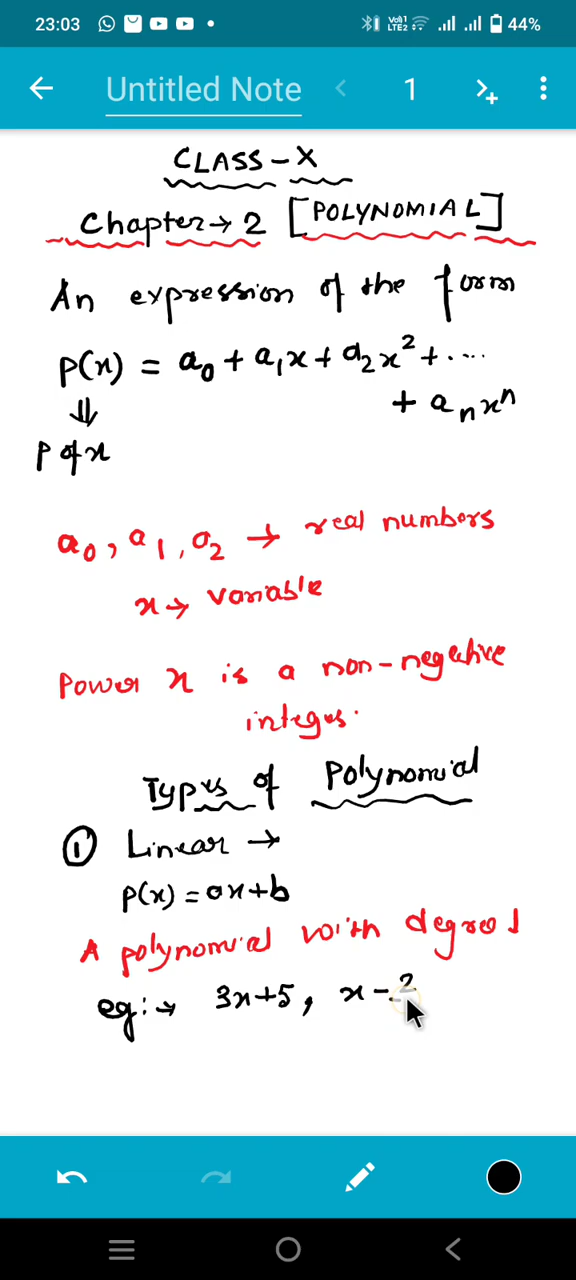 23:03 Vo)) LTE2 44%
← Untitled Note < 1
CLASS-X
Chapter→ 2 [POLYNOMIAL]
An expression of the form
P(x) = a₀ + a₁x + a₂x² + ....
+ aₙxⁿ
⇓
P of x
a₀, a₁, a₂ → real numbers
x → variable
Power x is a non-negative
integer.
Types of Polynomial
① Linear →
P(x) = ax+b
A polynomial with degree 1
eg:→ 3x+5, x-2